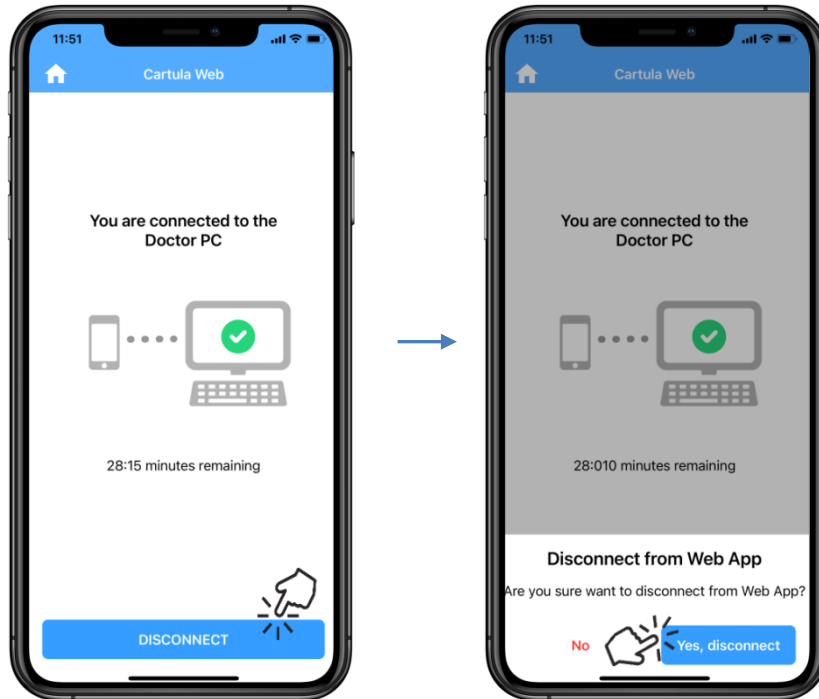 11:51
Cartula Web
You are connected to the
Doctor PC
28:15 minutes remaining
DISCONNECT
11:51
Cartula Web
You are connected to the
Doctor PC
28:010 minutes remaining
Disconnect from Web App
Are you sure want to disconnect from Web App?
No
Yes, disconnect